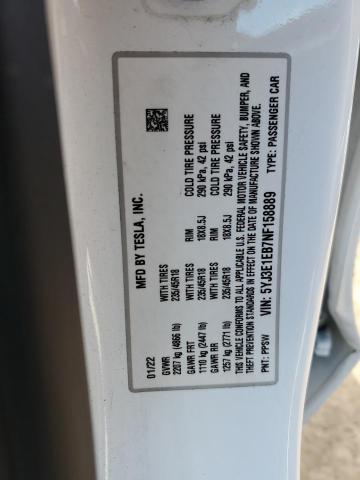 MFD BY TESLA, INC.
01/22
GVWR
2207 kg (4866 lb)
WITH TIRES
235/45R18
RIM
18X8.5J
COLD TIRE PRESSURE
290 kPa, 42 psi
GAWR FRT
1110 kg (2447 lb)
WITH TIRES
235/45R18
RIM
18X8.5J
COLD TIRE PRESSURE
290 kPa, 42 psi
GAWR RR
1257 kg (2771 lb)
THIS VEHICLE CONFORMS TO ALL APPLICABLE U.S. FEDERAL MOTOR VEHICLE SAFETY, BUMPER, AND
THEFT PREVENTION STANDARDS IN EFFECT ON THE DATE OF MANUFACTURE SHOWN ABOVE.
VIN: 5YJ3E1EB7NF158889
PNT: PPSW
TYPE: PASSENGER CAR